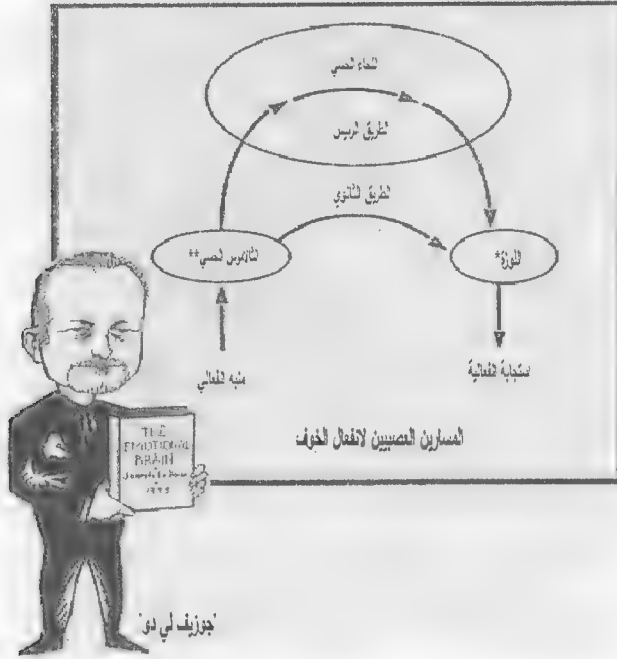 اللحاء الحسي
الطريق الرئيس
الطريق الثانوي
الثالاموس الحسي**
اللوزة*
منبه انفعالي
استجابة انفعالية
المسارين العصبيين لانفعال الخوف
THE
EMOTIONAL
BRAIN
"جوزيف لي دو"